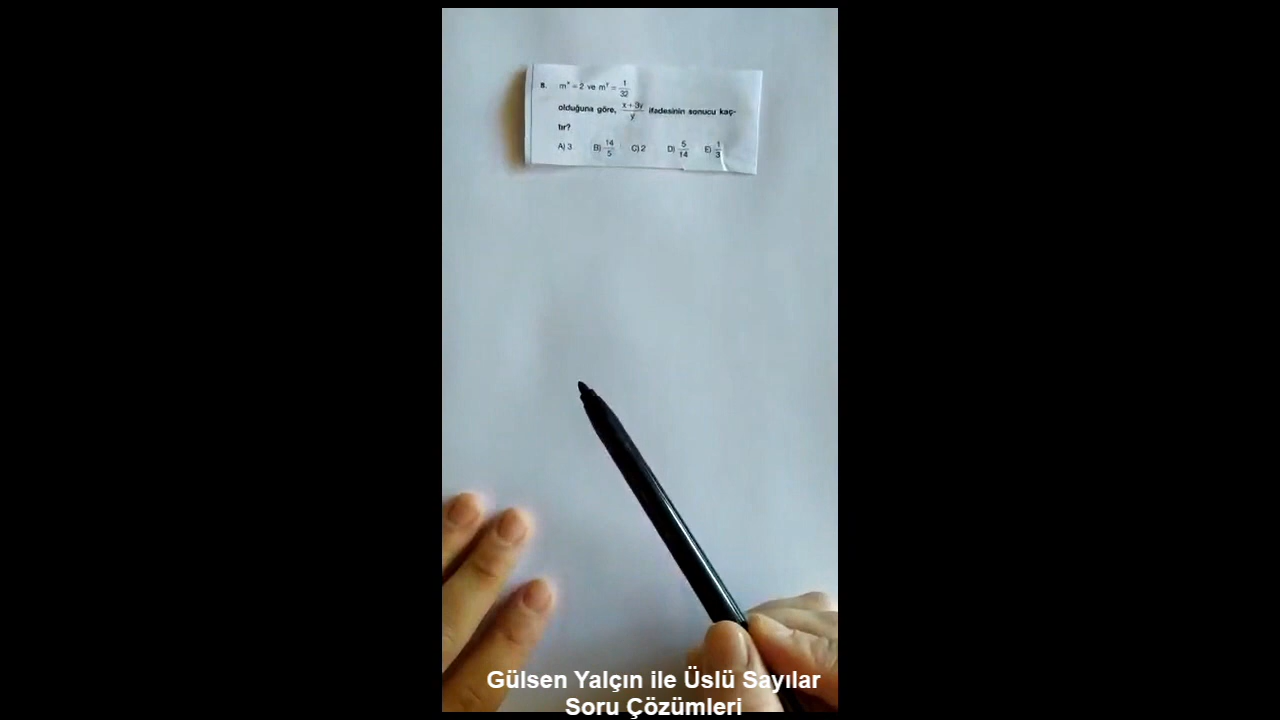 8. m^x = 2 ve m^y = 1/32
olduğuna göre, x+3y/y ifadesinin sonucu kaç-
tır?
A) 3 B) 14/5 C) 2 D) 5/14 E) 1/3
Gülsen Yalçın ile Üslü Sayılar
Soru Çözümleri